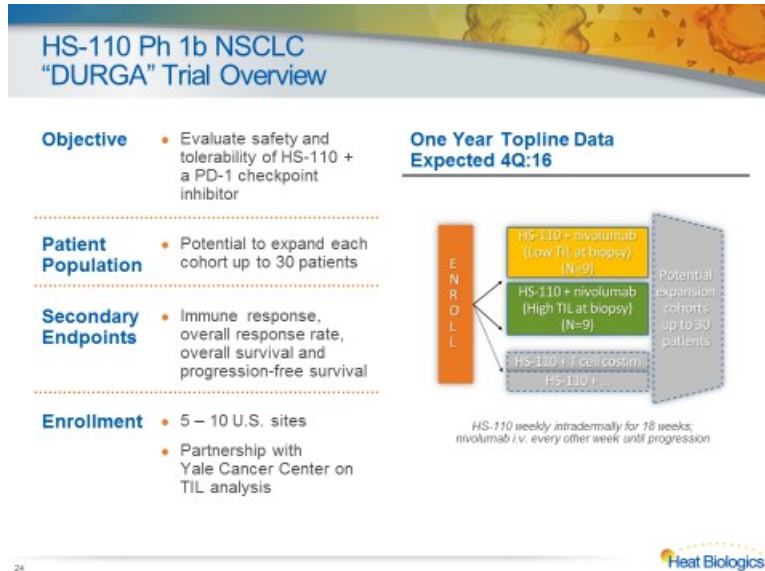 HS-110 Ph 1b NSCLC
“DURGA” Trial Overview
Objective
• Evaluate safety and
tolerability of HS-110 +
a PD-1 checkpoint
inhibitor
Patient
Population
• Potential to expand each
cohort up to 30 patients
Secondary
Endpoints
• Immune response,
overall response rate,
overall survival and
progression-free survival
Enrollment
• 5 – 10 U.S. sites
• Partnership with
Yale Cancer Center on
TIL analysis
One Year Topline Data
Expected 4Q:16
ENROLL
HS-110 + nivolumab
(Low TIL at biopsy)
(N=9)
HS-110 + nivolumab
(High TIL at biopsy)
(N=9)
HS-110 + T cell costim
HS-110 + ...
Potential
expansion
cohorts
up to 30
patients
HS-110 weekly intradermally for 18 weeks;
nivolumab i.v. every other week until progression
24
Heat Biologics